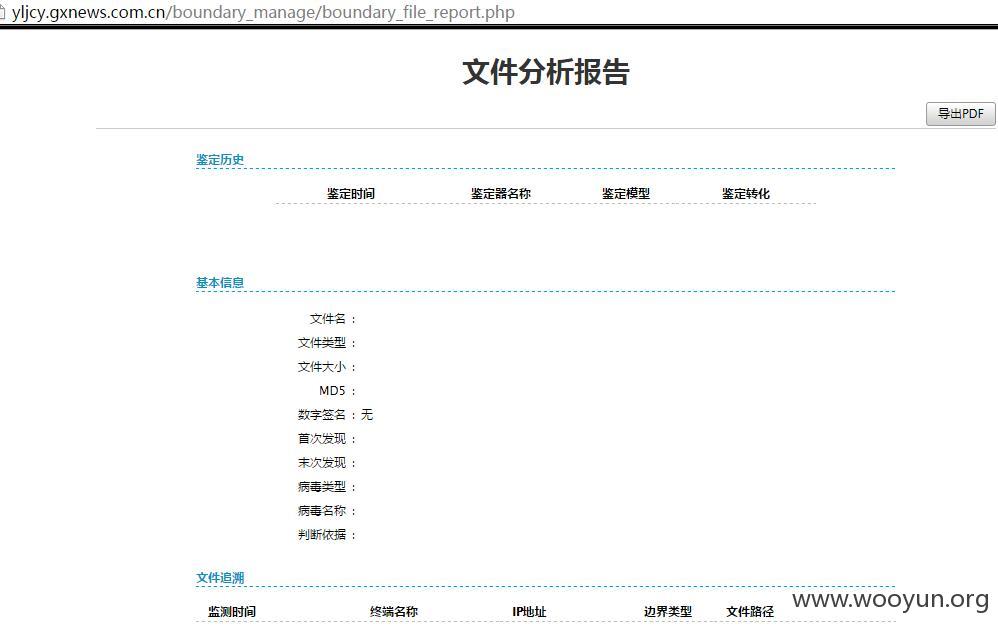 yljcy.gxnews.com.cn/boundary_manage/boundary_file_report.php
文件分析报告
导出PDF
鉴定历史
鉴定时间 鉴定器名称 鉴定模型 鉴定转化
基本信息
文件名：
文件类型：
文件大小：
MD5：
数字签名：无
首次发现：
末次发现：
病毒类型：
病毒名称：
判断依据：
文件追溯
监测时间 终端名称 IP地址 边界类型 文件路径
www.wooyun.org